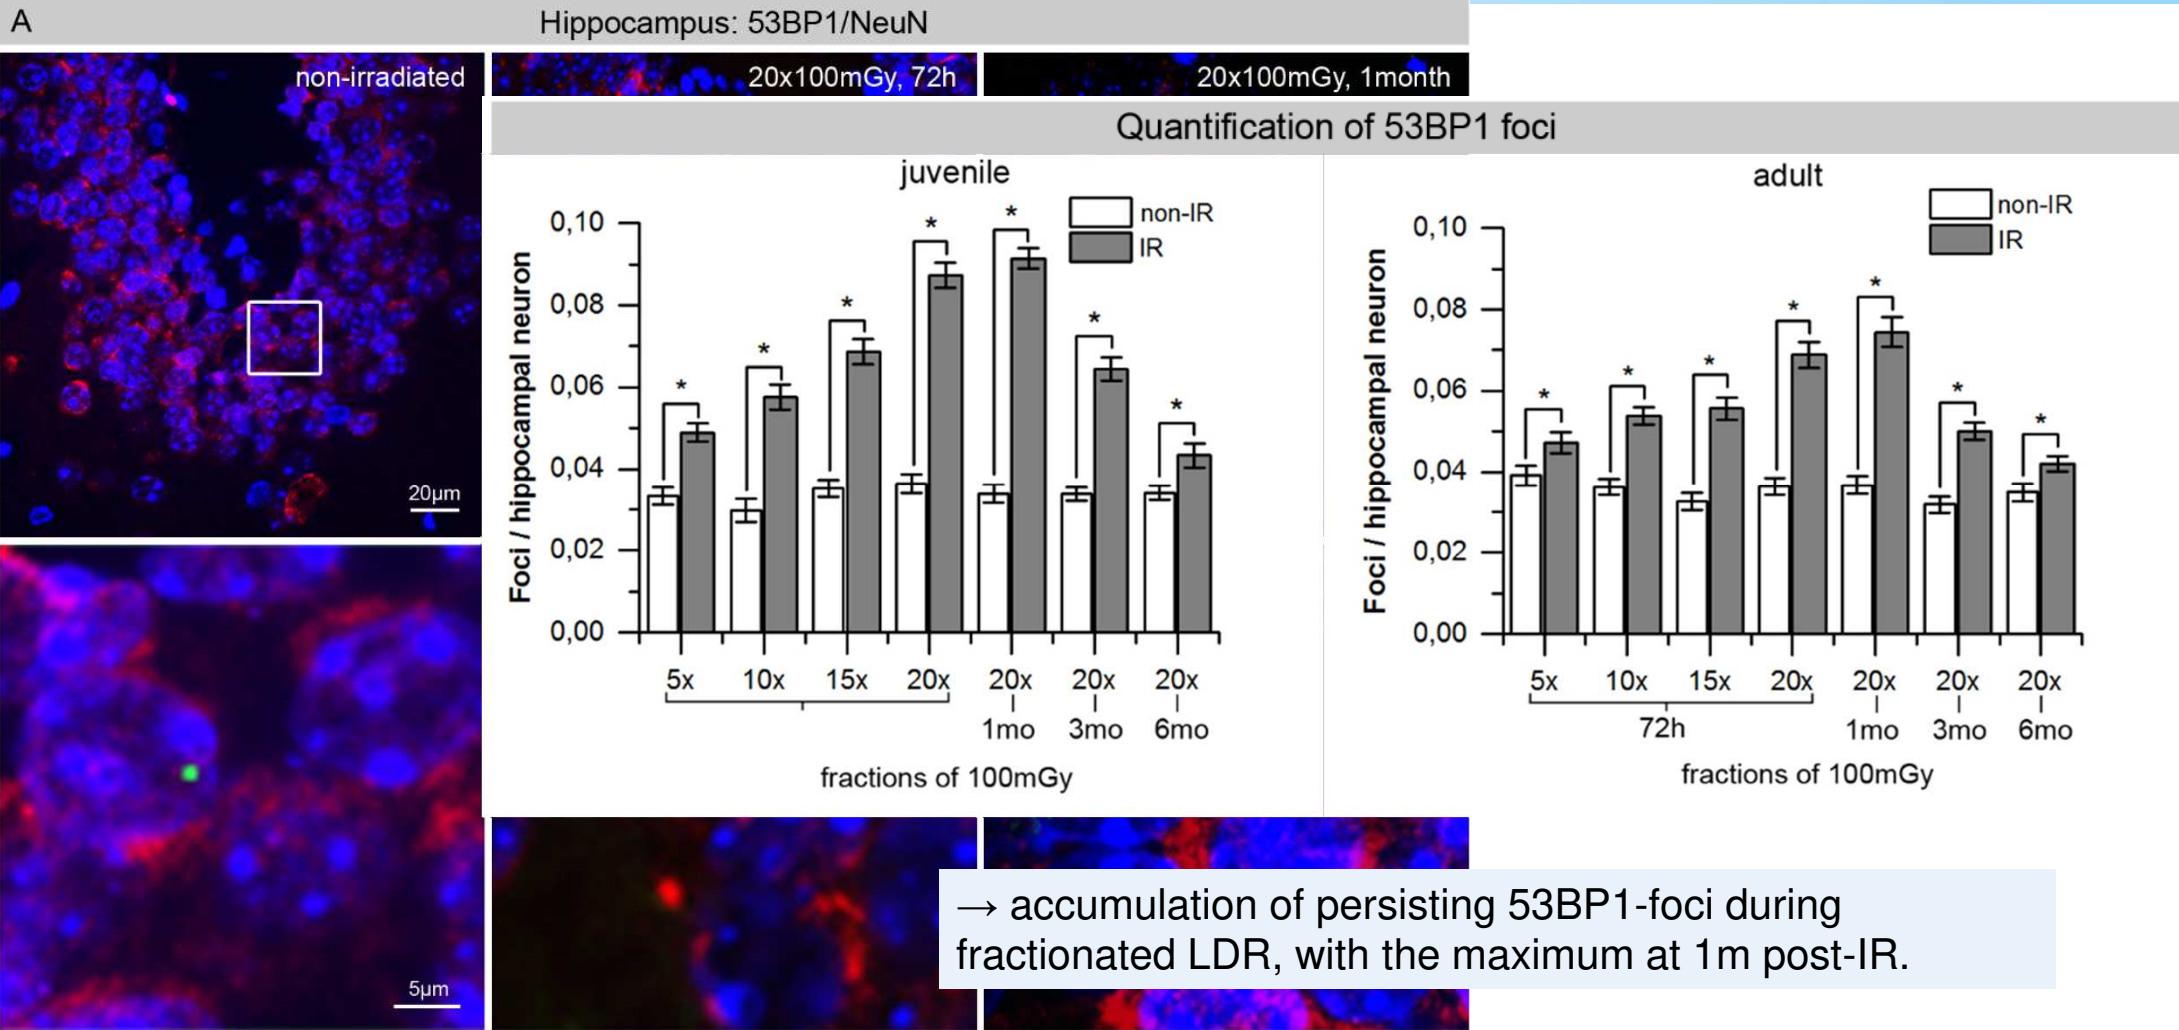 A
Hippocampus: 53BP1/NeuN
non-irradiated
20x100mGy, 72h
20x100mGy, 1month
Quantification of 53BP1 foci
juvenile
non-IR
IR
0,10
0,08
0,06
0,04
0,02
0,00
Foci / hippocampal neuron
* * * * * * *
5x 10x 15x 20x 20x 20x 20x
1mo 3mo 6mo
fractions of 100mGy
adult
non-IR
IR
0,10
0,08
0,06
0,04
0,02
0,00
Foci / hippocampal neuron
* * * * * * *
5x 10x 15x 20x 20x 20x 20x
72h 1mo 3mo 6mo
fractions of 100mGy
20µm
5µm
→ accumulation of persisting 53BP1-foci during
fractionated LDR, with the maximum at 1m post-IR.